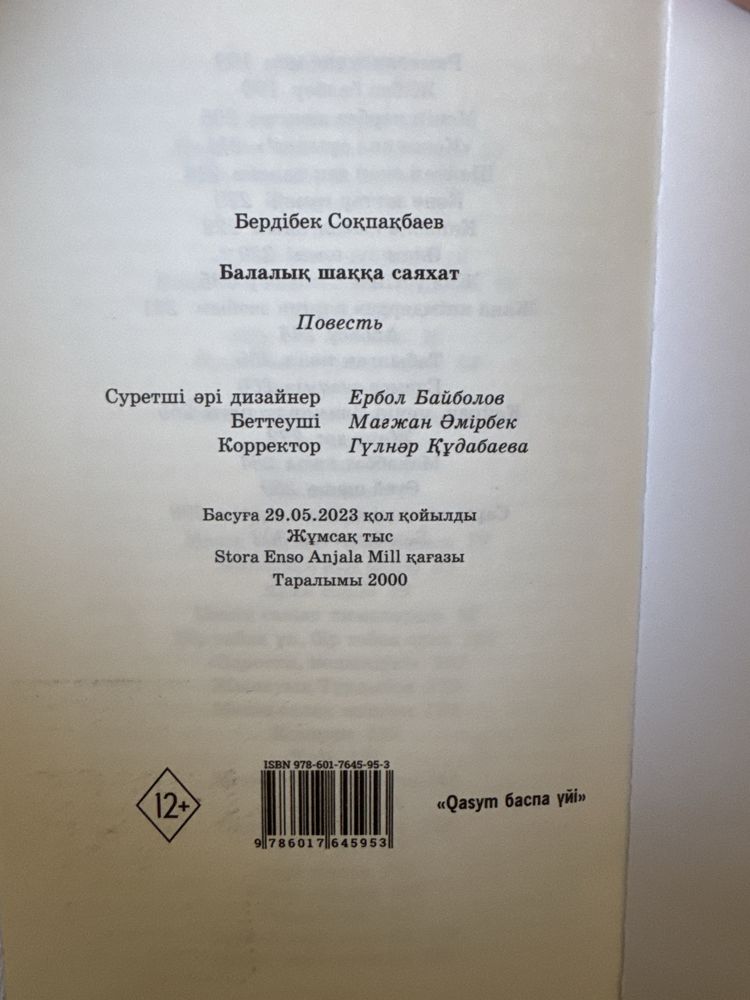 Бердібек Соқпақбаев
Балалық шаққа саяхат
Повесть
Суретші әрі дизайнер Ербол Байболов
Беттеуші Мағжан Әмірбек
Корректор Гүлнәр Құдабаева
Басуға 29.05.2023 қол қойылды
Жұмсақ тыс
Stora Enso Anjala Mill қағазы
Таралымы 2000
12+
ISBN 978-601-7645-95-3
9 786017 645953
«Qasym баспа үйі»